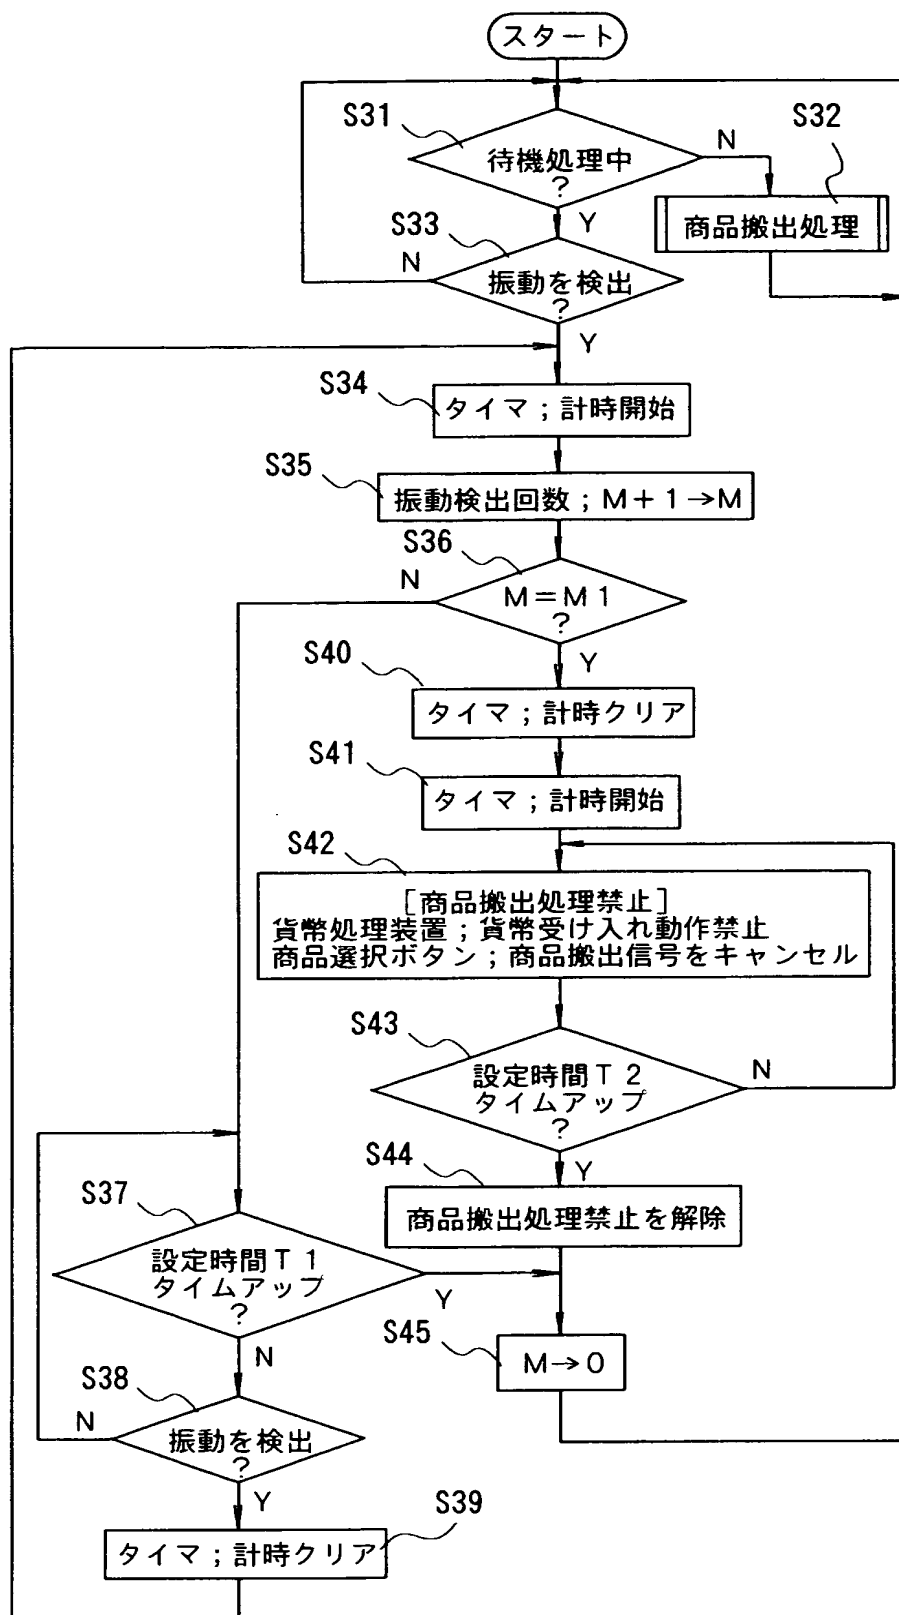 スタート
S31
待機処理中
?
N
Y
S32
商品搬出処理
S33
振動を検出
?
N
Y
S34
タイマ;計時開始
S35
振動検出回数;M+1→M
S36
M=M1
?
N
Y
S40
タイマ;計時クリア
S41
タイマ;計時開始
S42
[商品搬出処理禁止]
貨幣処理装置;貨幣受け入れ動作禁止
商品選択ボタン;商品搬出信号をキャンセル
S43
設定時間T2
タイムアップ
?
N
Y
S44
商品搬出処理禁止を解除
S37
設定時間T1
タイムアップ
?
Y
N
S45
M→0
S38
振動を検出
?
N
Y
S39
タイマ;計時クリア